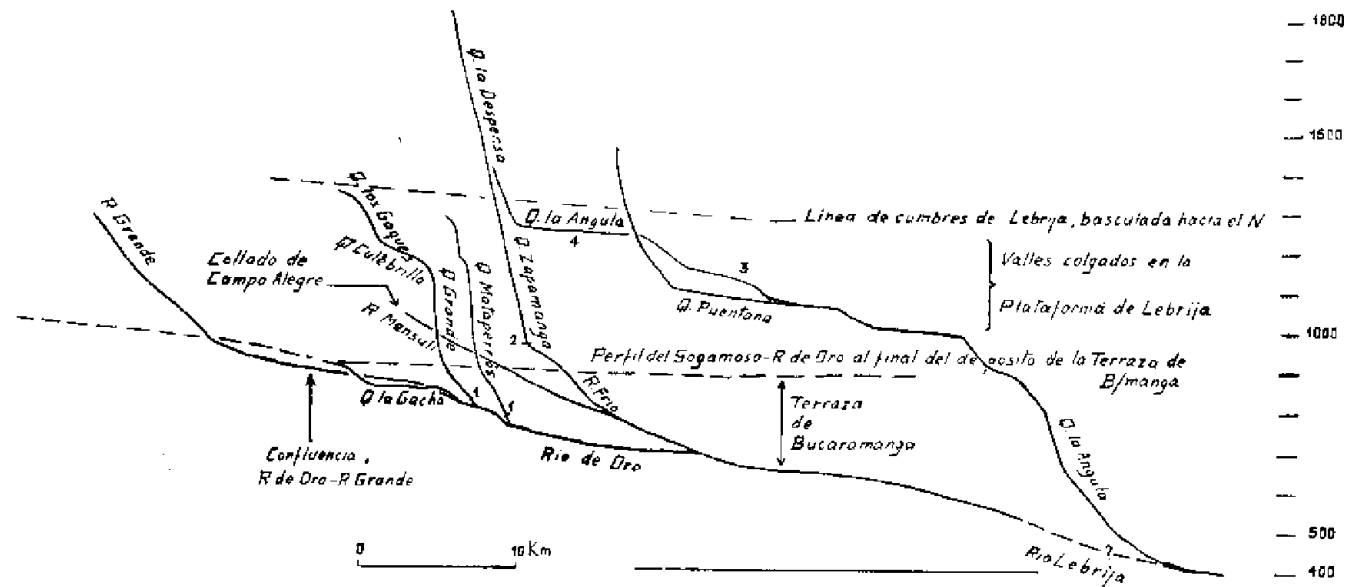 1800
1500
1000
500
400
Q. la Despensa
Q. los Gaques
R. Grande
Q. la Angula
4
3
Linea de cumbres de Lebrija, basculada hacia el N
Valles colgados en la
Plataforma de Lebrija
Q. Culebrilla
Collado de
Campo Alegre
R. Mensuli
Q. Granaje
Q. Mataperros
Q. Zapamanga
2
Q. Puentana
Perfil del Sogamoso-R de Oro al final del deposito de la Terraza de
B/manga
R. Frio
Q. la Gacha
1
1
Terraza
de
Bucaramanga
Q. la Angula
Confluencia
R de Oro-R Grande
Rio de Oro
?
Rio Lebrija
0
10 Km